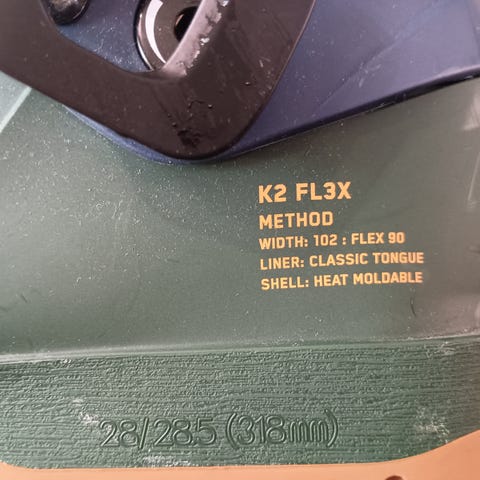 K2 FL3X
METHOD
WIDTH: 102 : FLEX 90
LINER: CLASSIC TONGUE
SHELL: HEAT MOLDABLE
28/28.5 (318mm)